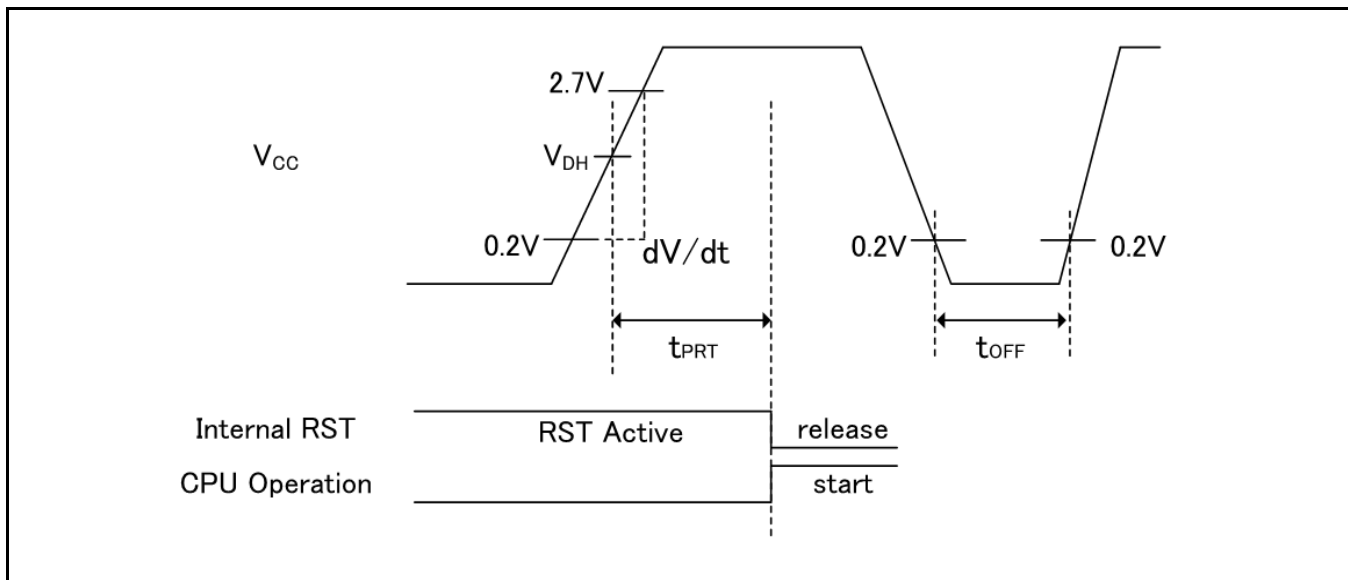 2.7V
VCC
VDH
0.2V
dV/dt
0.2V
0.2V
tPRT
tOFF
Internal RST
RST Active
release
CPU Operation
start